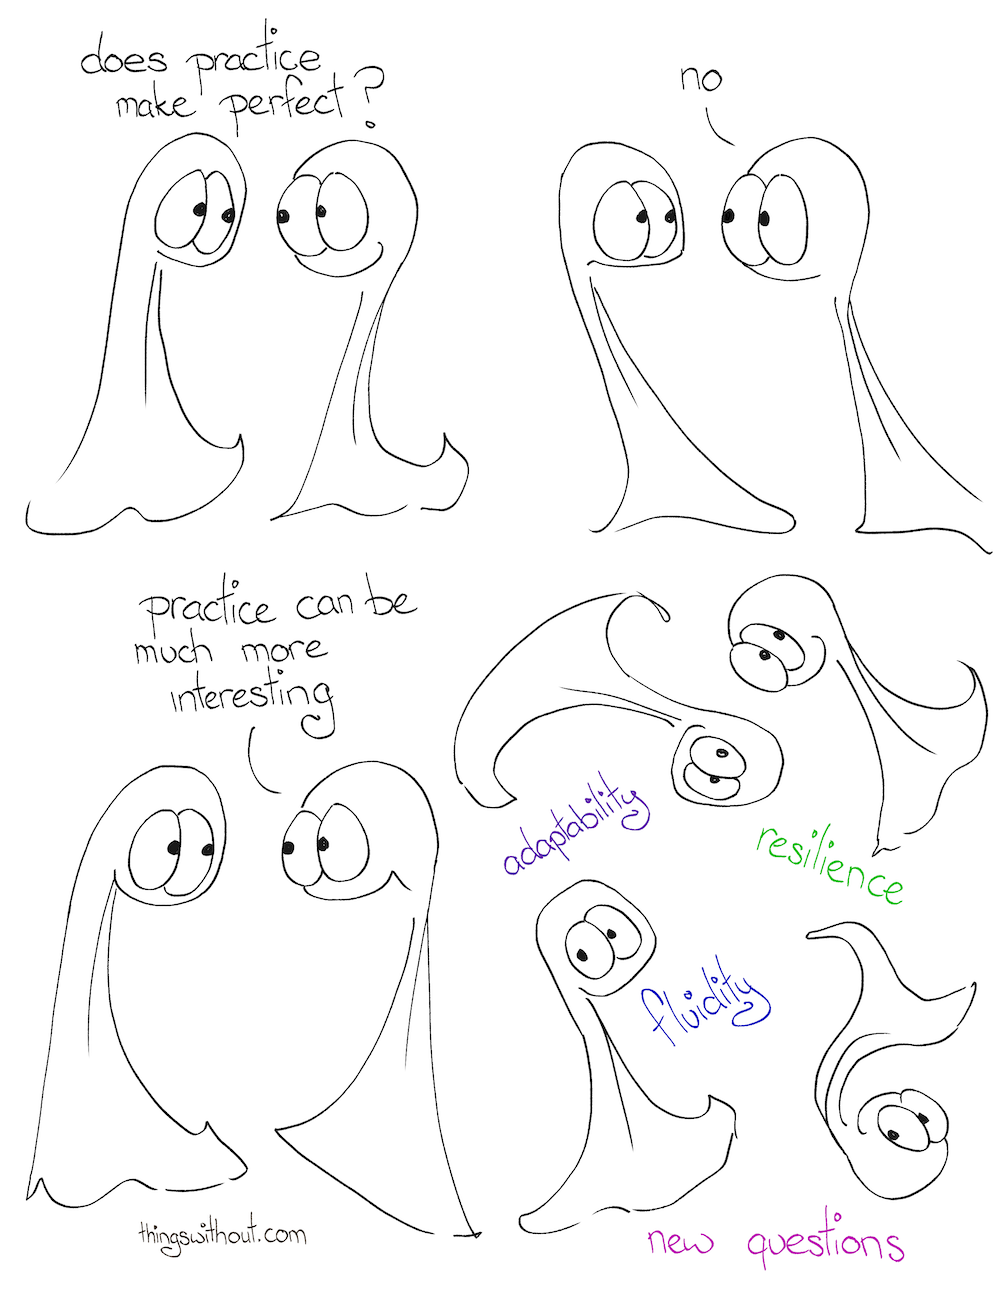 does practice
make perfect?
no
practice can be
much more
interesting
adaptability
resilience
fluidity
new questions
thingswithout.com